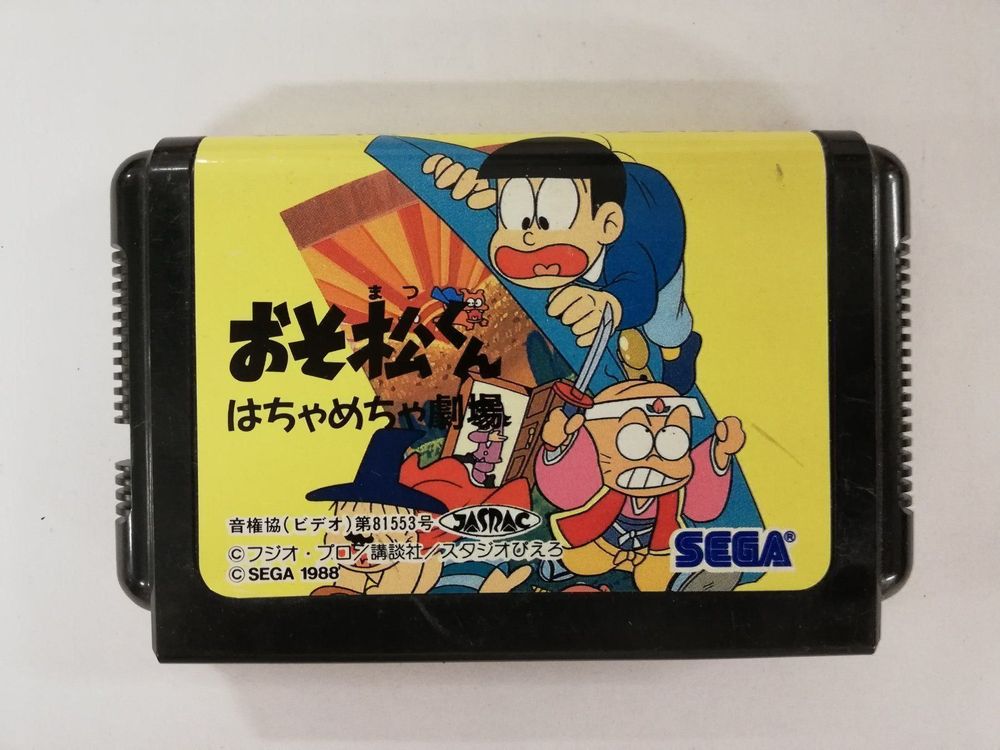 まつ
おそ松くん
はちゃめちゃ劇場
音権協(ビデオ)第81553号
JASRAC
©フジオ・プロ/講談社/スタジオぴえろ
© SEGA 1988
SEGA®